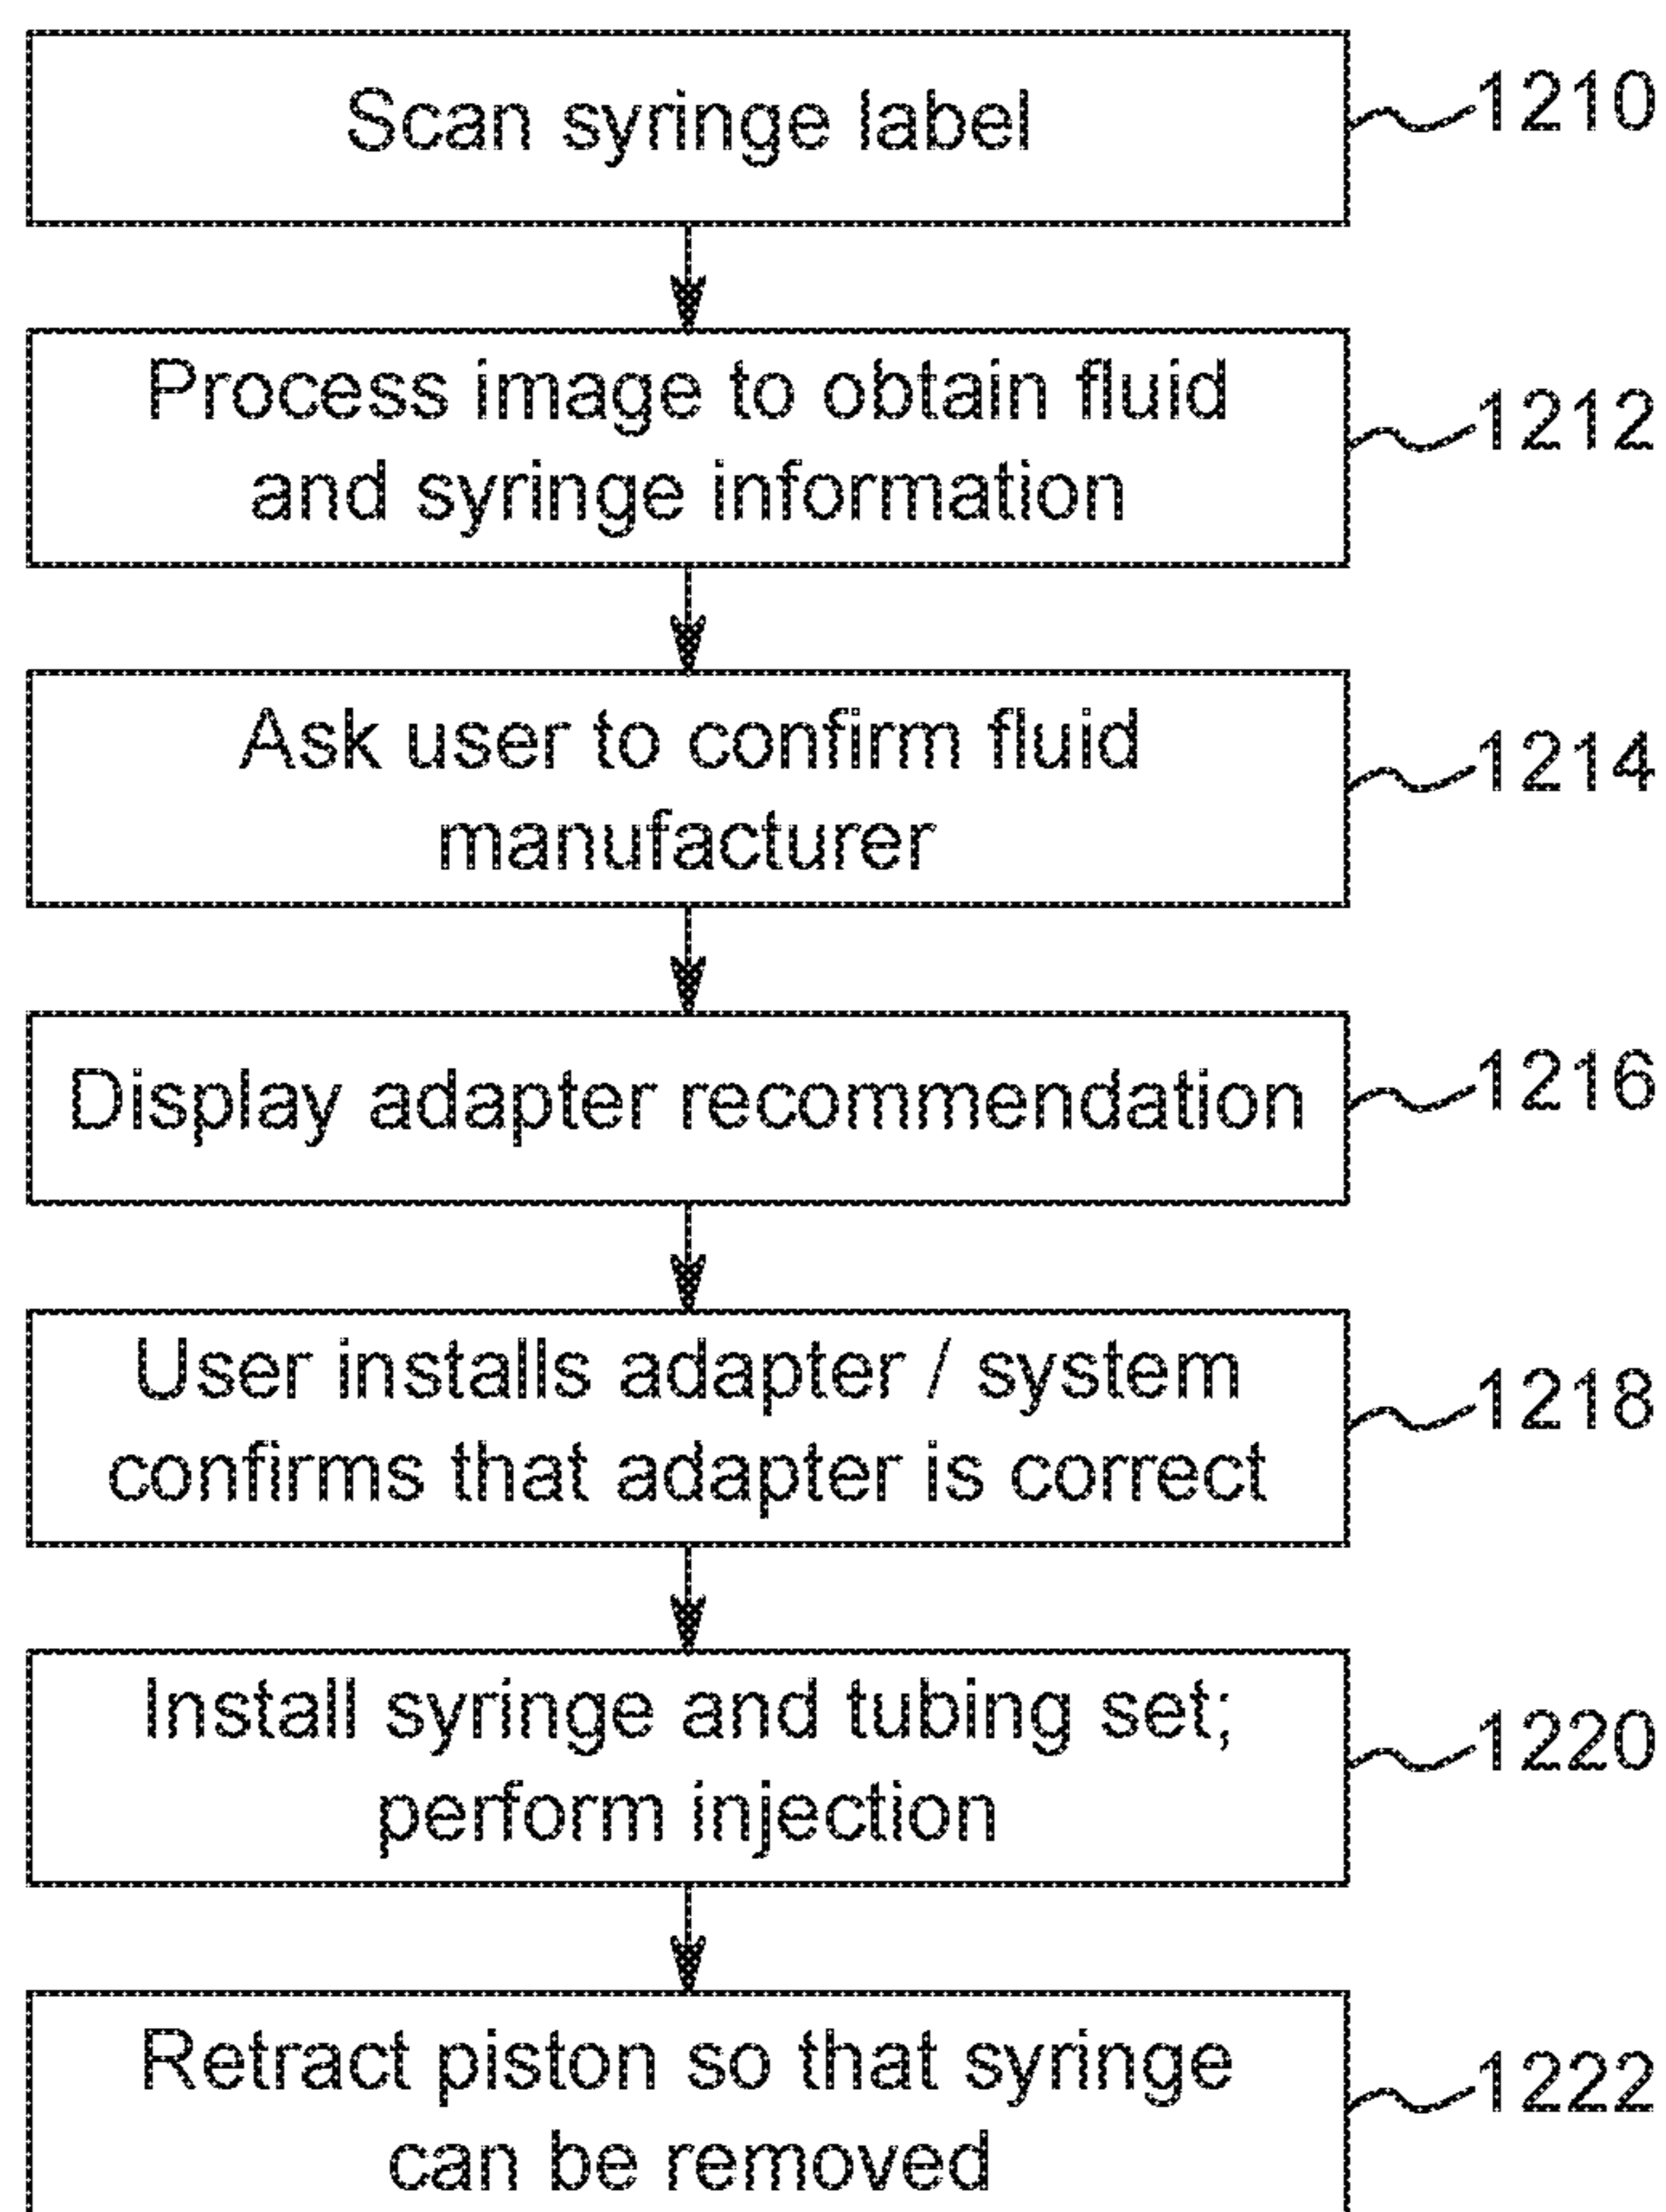 Scan syringe label
1210
Process image to obtain fluid
and syringe information
1212
Ask user to confirm fluid
manufacturer
1214
Display adapter recommendation
1216
User installs adapter / system
confirms that adapter is correct
1218
Install syringe and tubing set;
perform injection
1220
Retract piston so that syringe
can be removed
1222